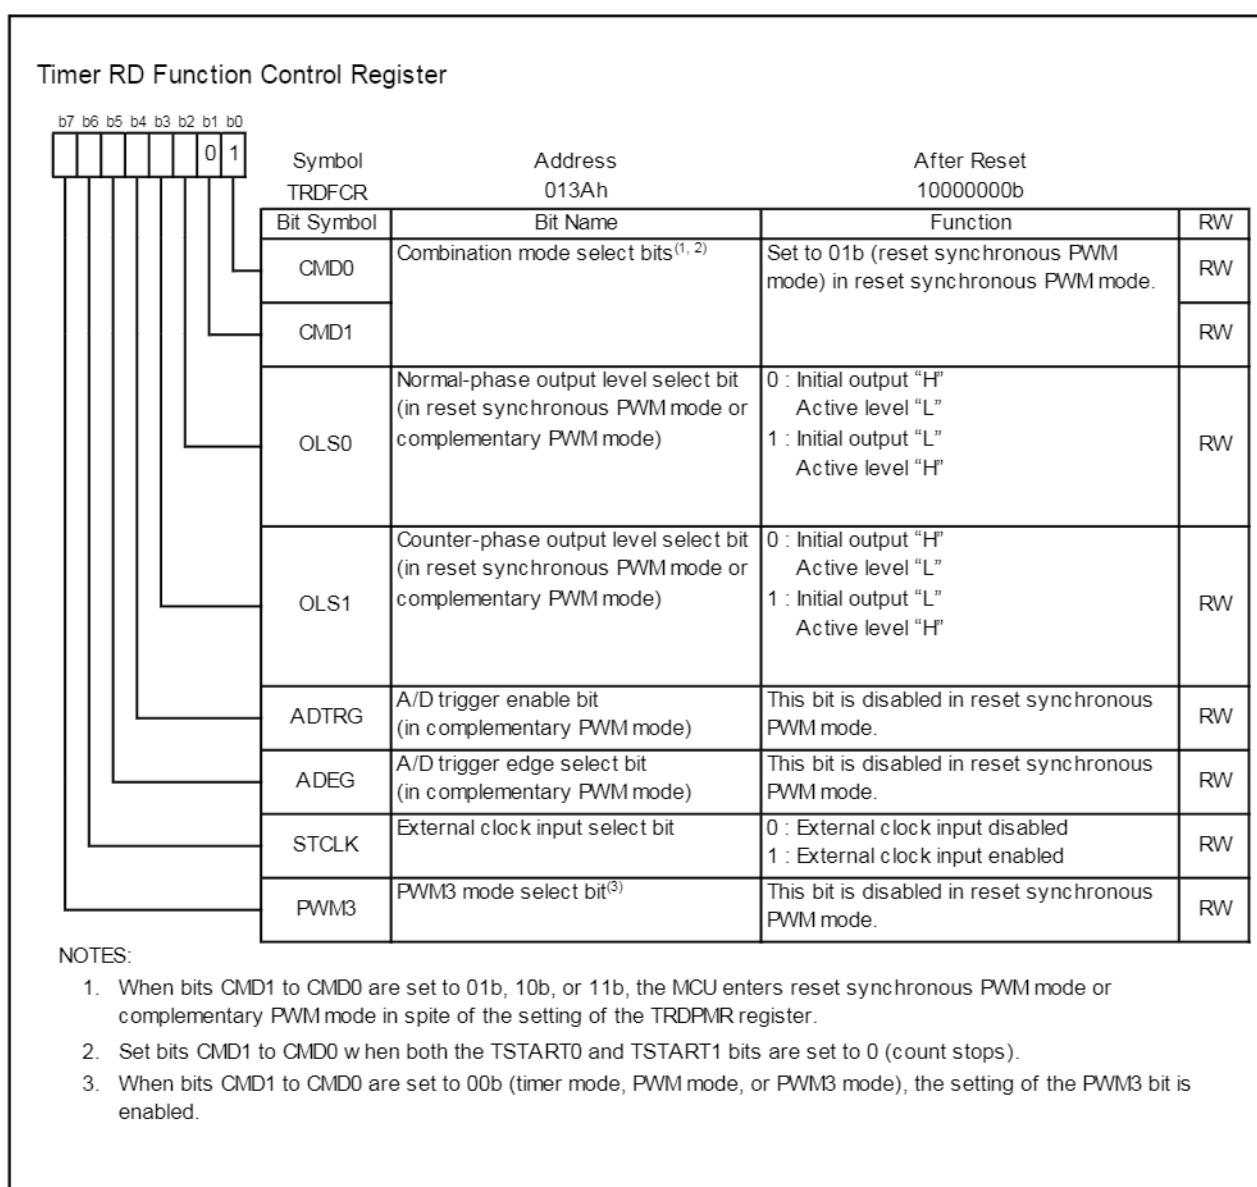 Timer RD Function Control Register
b7 b6 b5 b4 b3 b2 b1 b0
0 1
Symbol Address After Reset
TRDFCR 013Ah 10000000b
Bit Symbol Bit Name Function RW
CMD0 Combination mode select bits(1, 2) Set to 01b (reset synchronous PWM RW
mode) in reset synchronous PWM mode.
CMD1 RW
Normal-phase output level select bit 0 : Initial output “H”
(in reset synchronous PWM mode or Active level “L”
OLS0 complementary PWM mode) 1 : Initial output “L” RW
Active level “H”
Counter-phase output level select bit 0 : Initial output “H”
(in reset synchronous PWM mode or Active level “L”
OLS1 complementary PWM mode) 1 : Initial output “L” RW
Active level “H”
ADTRG A/D trigger enable bit This bit is disabled in reset synchronous RW
(in complementary PWM mode) PWM mode.
ADEG A/D trigger edge select bit This bit is disabled in reset synchronous RW
(in complementary PWM mode) PWM mode.
STCLK External clock input select bit 0 : External clock input disabled RW
1 : External clock input enabled
PWM3 PWM3 mode select bit(3) This bit is disabled in reset synchronous RW
PWM mode.
NOTES:
1. When bits CMD1 to CMD0 are set to 01b, 10b, or 11b, the MCU enters reset synchronous PWM mode or
complementary PWM mode in spite of the setting of the TRDPMR register.
2. Set bits CMD1 to CMD0 when both the TSTART0 and TSTART1 bits are set to 0 (count stops).
3. When bits CMD1 to CMD0 are set to 00b (timer mode, PWM mode, or PWM3 mode), the setting of the PWM3 bit is
enabled.